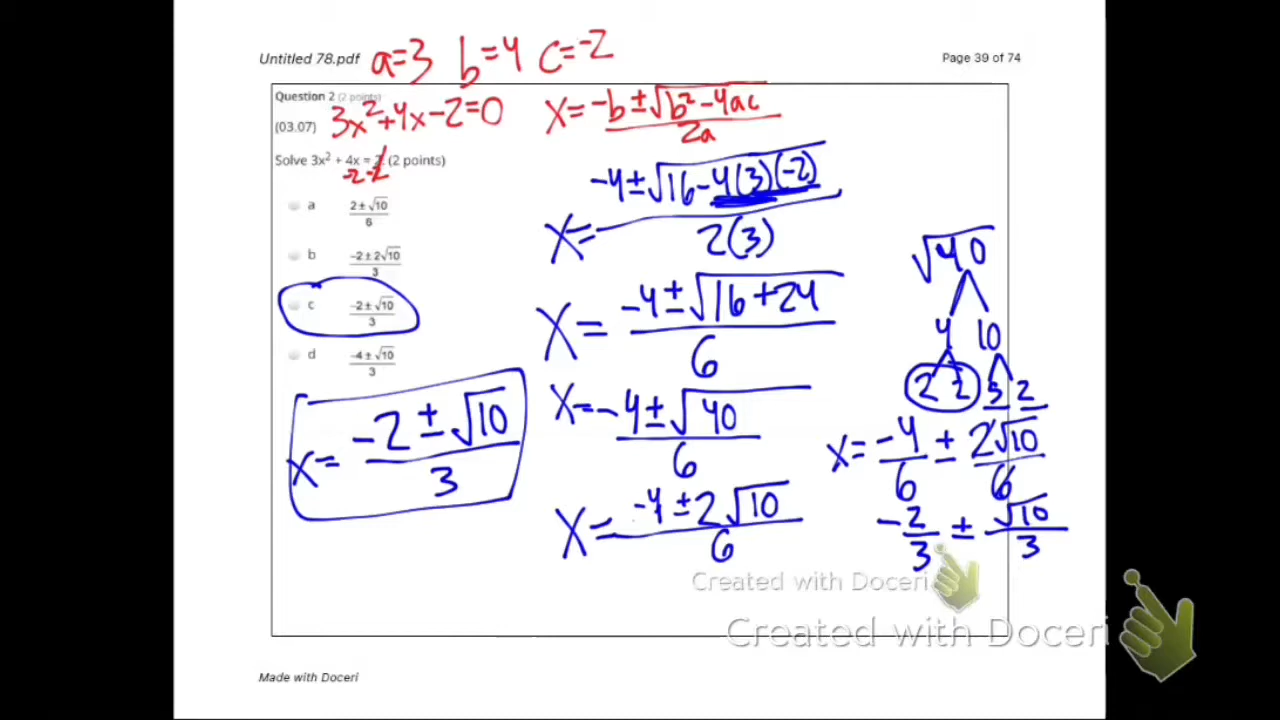 Untitled 78.pdf
a=3 b=4 c=-2
Page 39 of 74
Question 2 (2 points)
3x²+4x-2=0
x=-b±√b²-4ac/2a
(03.07)
Solve 3x² + 4x = 2. (2 points)
-2 -2
a 2±√10/6
b -2±2√10/3
c -2±√10/3
d -4±√10/3
x=-2±√10/3
x=-4±√16-4(3)(-2)/2(3)
x=-4±√16+24/6
x=-4±√40/6
x=-4±2√10/6
√40
4 10
2 2 5 2
x=-4/6±2√10/6
-2/3±√10/3
Created with Doceri
Created with Doceri
Made with Doceri